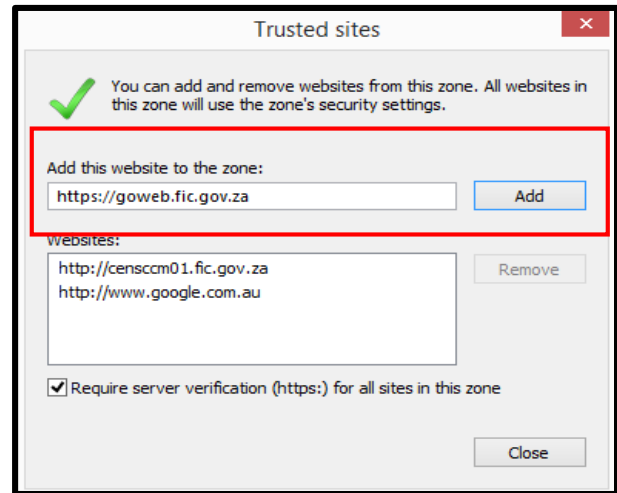 Trusted sites
You can add and remove websites from this zone. All websites in
this zone will use the zone's security settings.
Add this website to the zone:
https://goweb.fic.gov.za
Add
Websites:
http://censccm01.fic.gov.za
http://www.google.com.au
Remove
Require server verification (https:) for all sites in this zone
Close